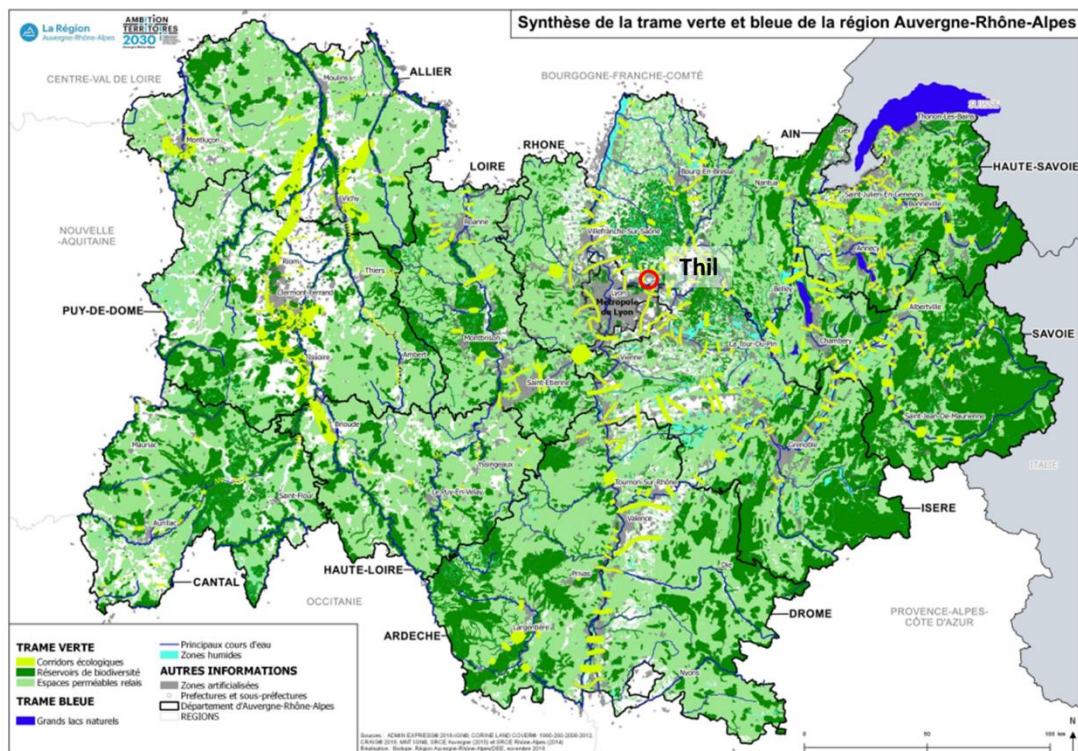 La Région
Auvergne-Rhône-Alpes
AMBITION
TERRITOIRES
2030
Synthèse de la trame verte et bleue de la région Auvergne-Rhône-Alpes
CENTRE-VAL DE LOIRE
ALLIER
BOURGOGNE-FRANCHE-COMTÉ
SUISSE
Moulins
Thonon-Les-Bains
AIN
Gex
Montluçon
RHONE
LOIRE
Bourg-En-Bresse
Nantua
HAUTE-SAVOIE
Saint-Julien-En-Genevois
Bonneville
Vichy
Roanne
Villefranche-Sur-Saône
NOUVELLE
-AQUITAINE
Annecy
Riom
Thiers
Thil
Clermont-Ferrand
Lyon
Métropole
de Lyon
Belley
Albertville
PUY-DE-DOME
SAVOIE
Montbrison
La Tour-Du-Pin
Chambéry
Issoire
Ambert
Vienne
Saint-Etienne
Saint-Jean-De-Maurienne
Brioude
Mauriac
Yssingeaux
Grenoble
ITALIE
Saint-Flour
Le-Puy-En-Velay
Tournon-Sur-Rhône
Aurillac
Valence
ISERE
HAUTE-LOIRE
Privas
Die
CANTAL
OCCITANIE
DROME
PROVENCE-ALPES-
CÔTE D'AZUR
ARDECHE
Largentière
Nyons
TRAME VERTE
Corridors écologiques
Réservoirs de biodiversité
Espaces perméables relais
TRAME BLEUE
Grands lacs naturels
Principaux cours d'eau
Zones humides
AUTRES INFORMATIONS
Zones artificialisées
Préfectures et sous-préfectures
Département d'Auvergne-Rhône-Alpes
REGIONS
0
50
100 km
N